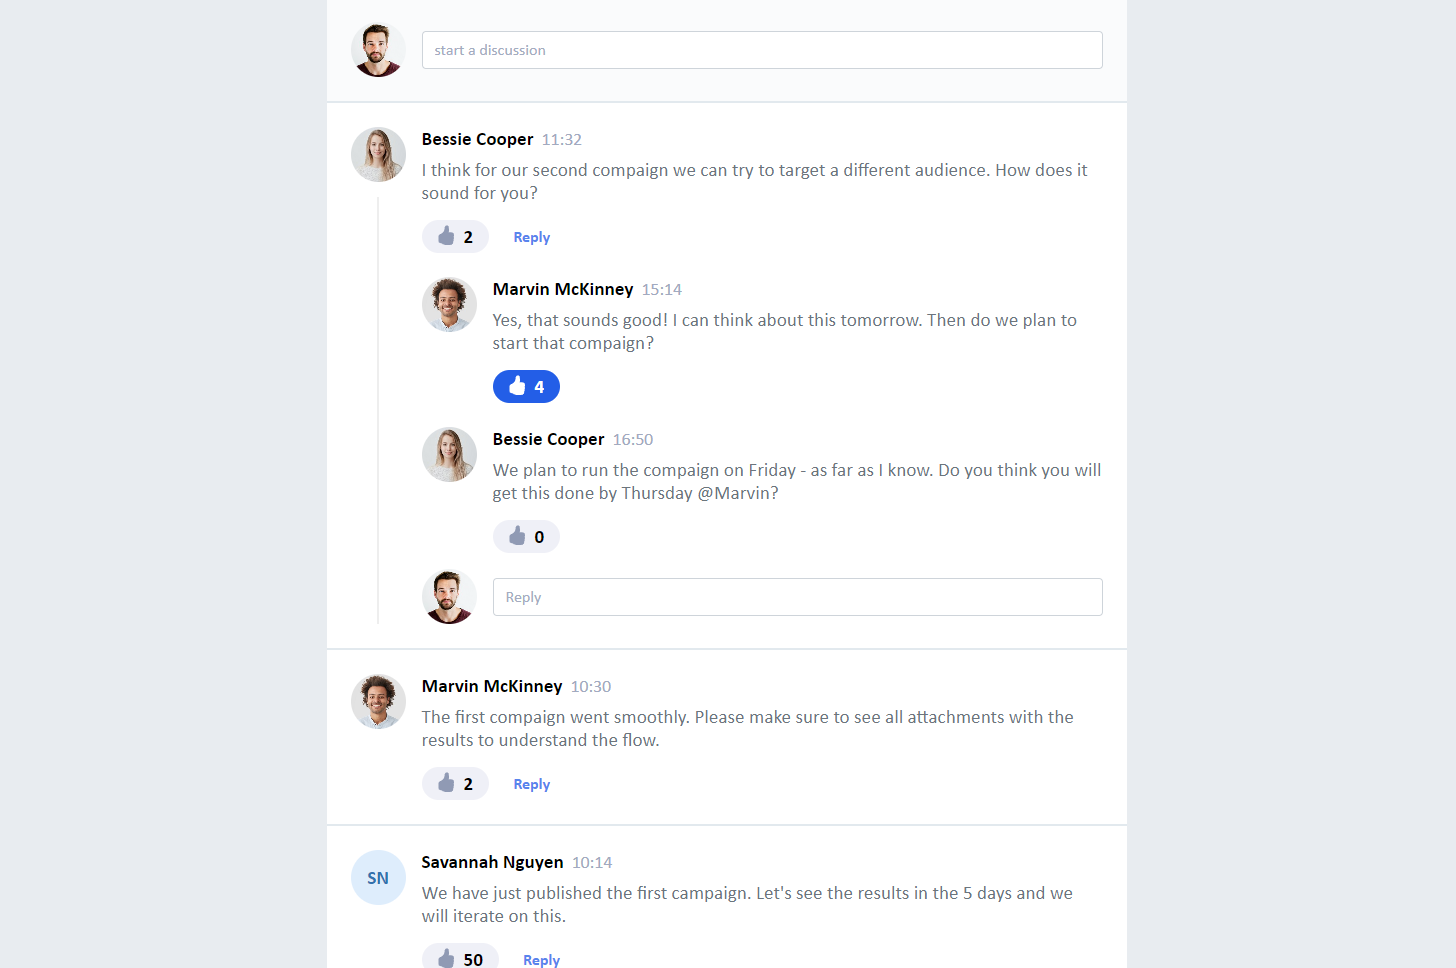 start a discussion
Bessie Cooper 11:32
I think for our second compaign we can try to target a different audience. How does it
sound for you?
2 Reply
Marvin McKinney 15:14
Yes, that sounds good! I can think about this tomorrow. Then do we plan to
start that compaign?
4
Bessie Cooper 16:50
We plan to run the compaign on Friday - as far as I know. Do you think you will
get this done by Thursday @Marvin?
0
Reply
Marvin McKinney 10:30
The first compaign went smoothly. Please make sure to see all attachments with the
results to understand the flow.
2 Reply
SN
Savannah Nguyen 10:14
We have just published the first campaign. Let's see the results in the 5 days and we
will iterate on this.
50 Reply